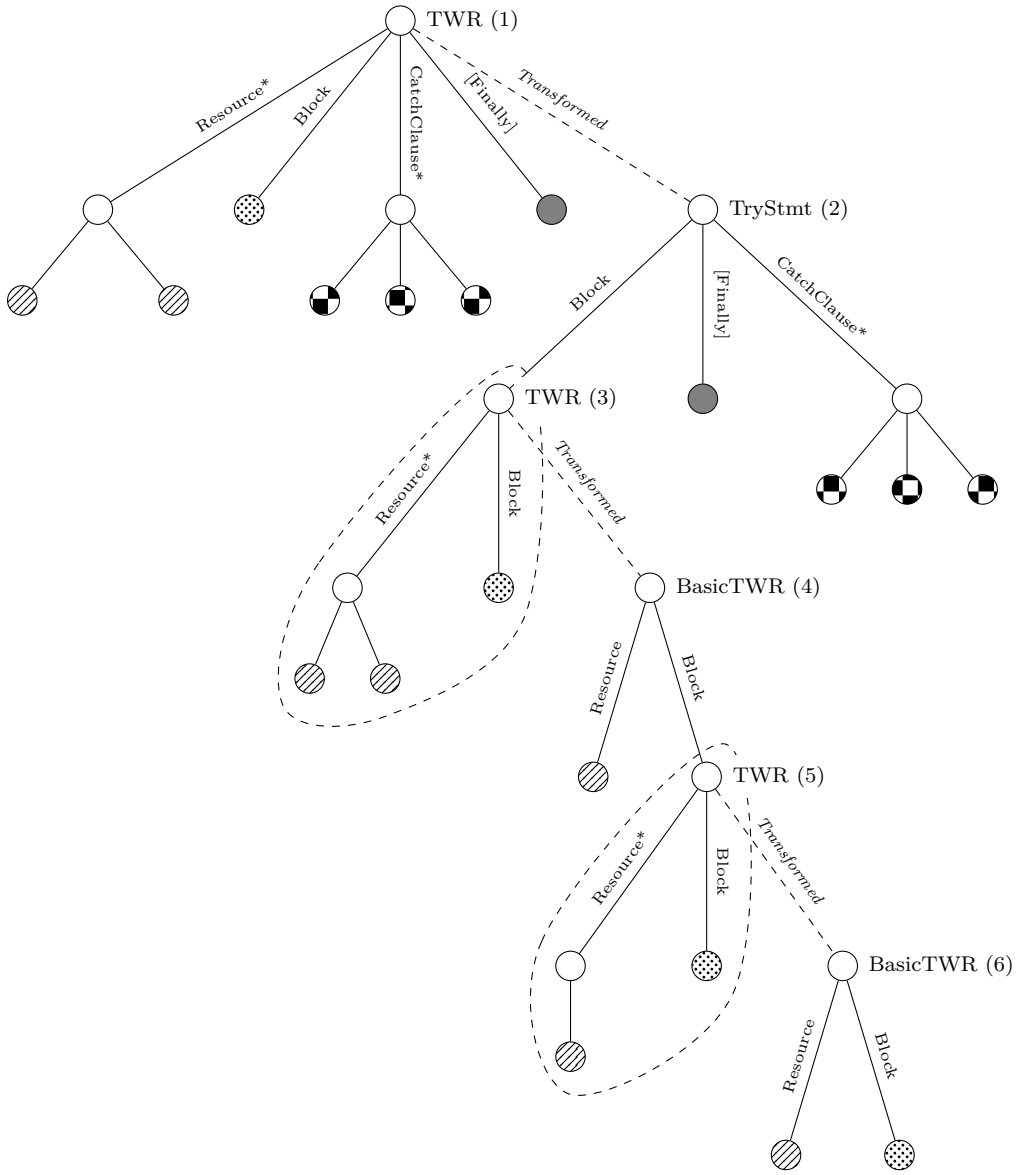 TWR (1)
Resource*
Block
CatchClause*
[Finally]
Transformed
TryStmt (2)
Block
[Finally]
CatchClause*
TWR (3)
Resource*
Block
Transformed
BasicTWR (4)
Resource
Block
TWR (5)
Resource*
Block
Transformed
BasicTWR (6)
Resource
Block